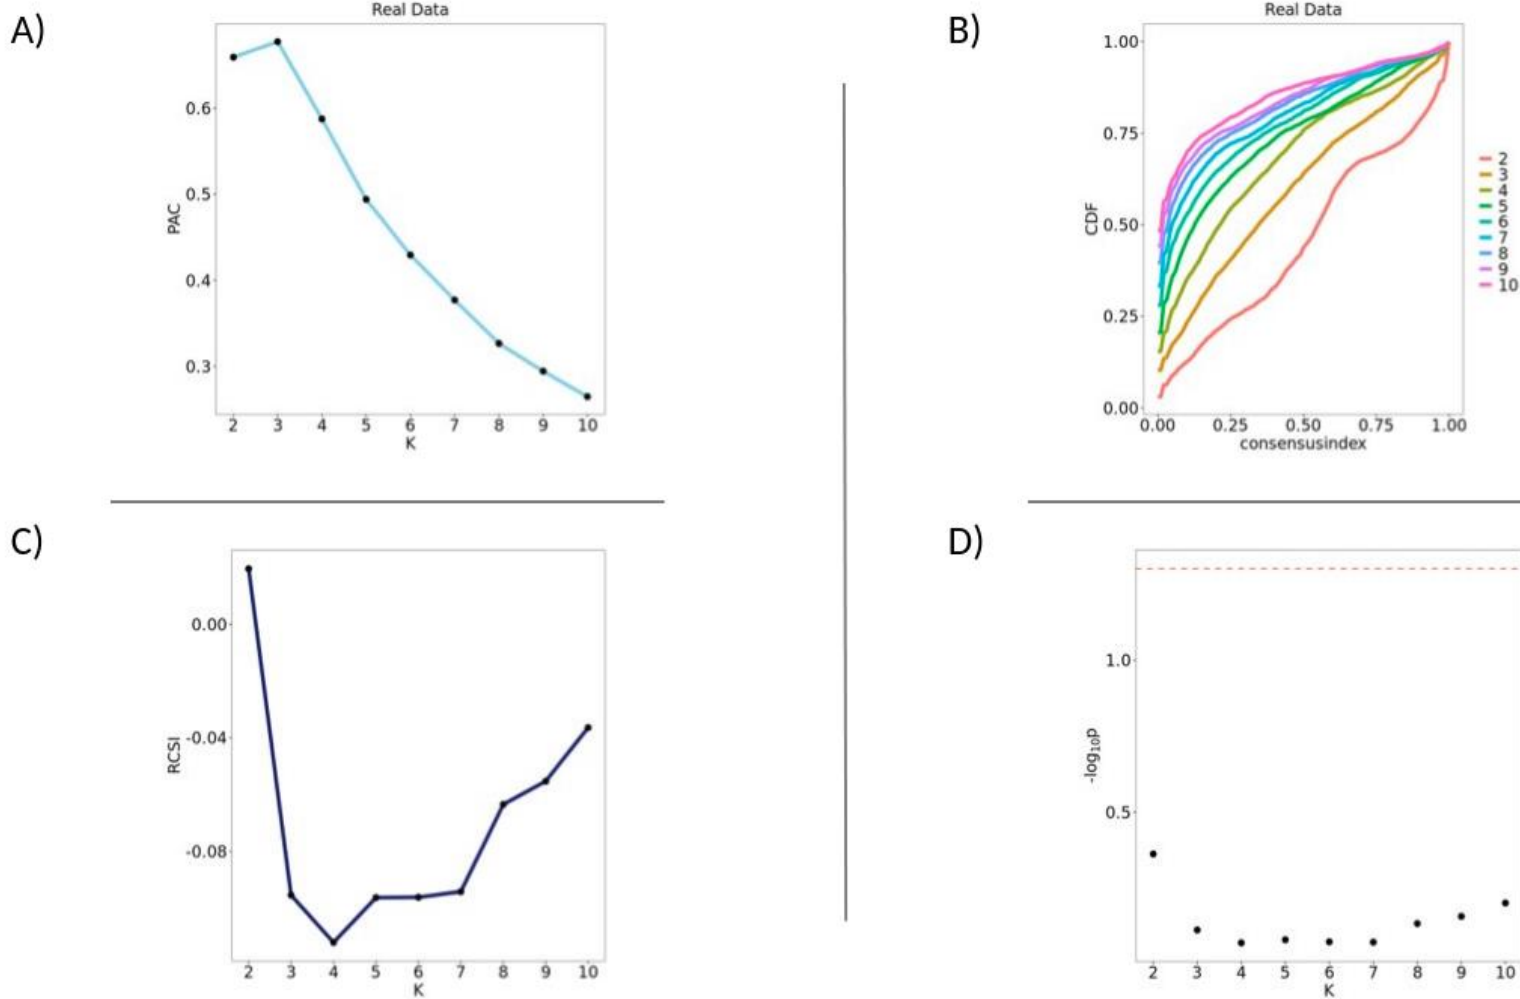 A)
Real Data
PAC
0.6
0.5
0.4
0.3
2 3 4 5 6 7 8 9 10
K
B)
Real Data
CDF
1.00
0.75
0.50
0.25
0.00
0.00 0.25 0.50 0.75 1.00
consensusindex
2
3
4
5
6
7
8
9
10
C)
RCSI
0.00
-0.04
-0.08
2 3 4 5 6 7 8 9 10
K
D)
-log₁₀p
1.0
0.5
2 3 4 5 6 7 8 9 10
K